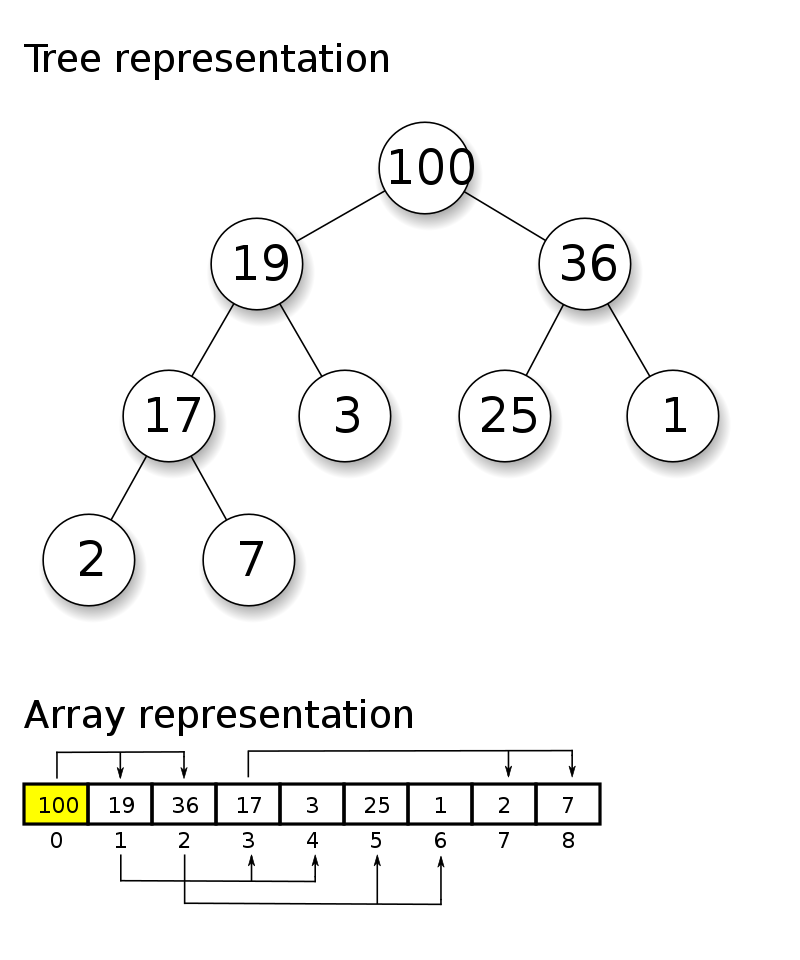 Tree representation
100
19 36
17 3 25 1
2 7
Array representation
100 19 36 17 3 25 1 2 7
0 1 2 3 4 5 6 7 8